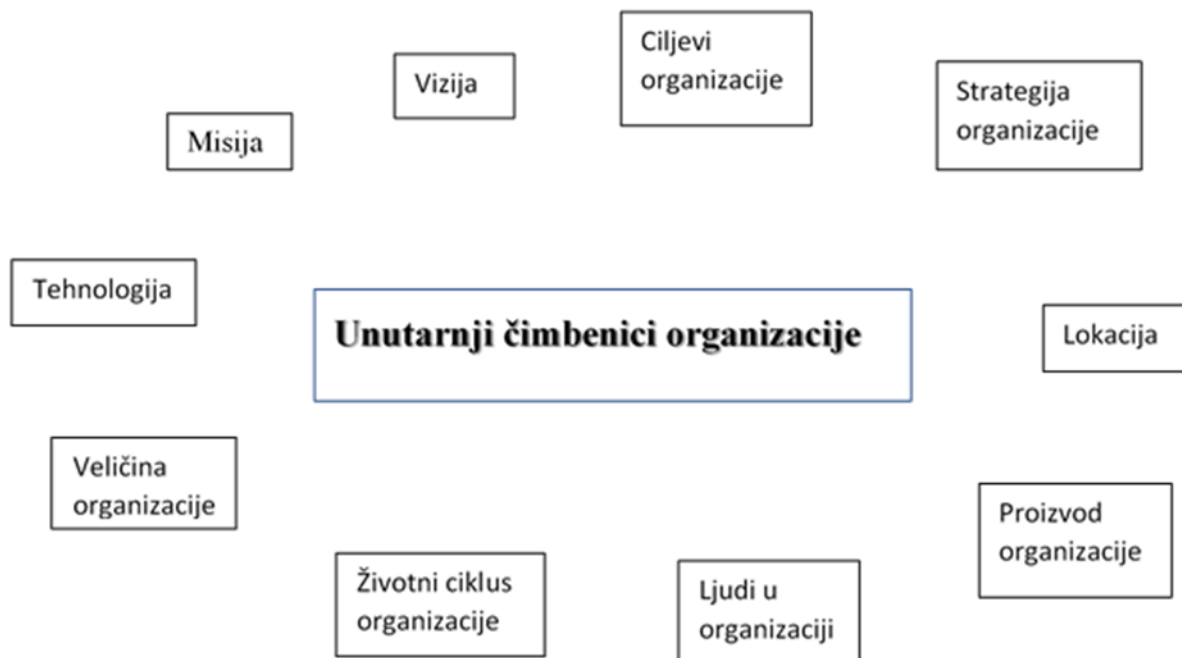 Ciljevi
organizacije
Vizija
Strategija
organizacije
Misija
Tehnologija
Unutarnji čimbenici organizacije
Lokacija
Veličina
organizacije
Proizvod
organizacije
Životni ciklus
organizacije
Ljudi u
organizaciji